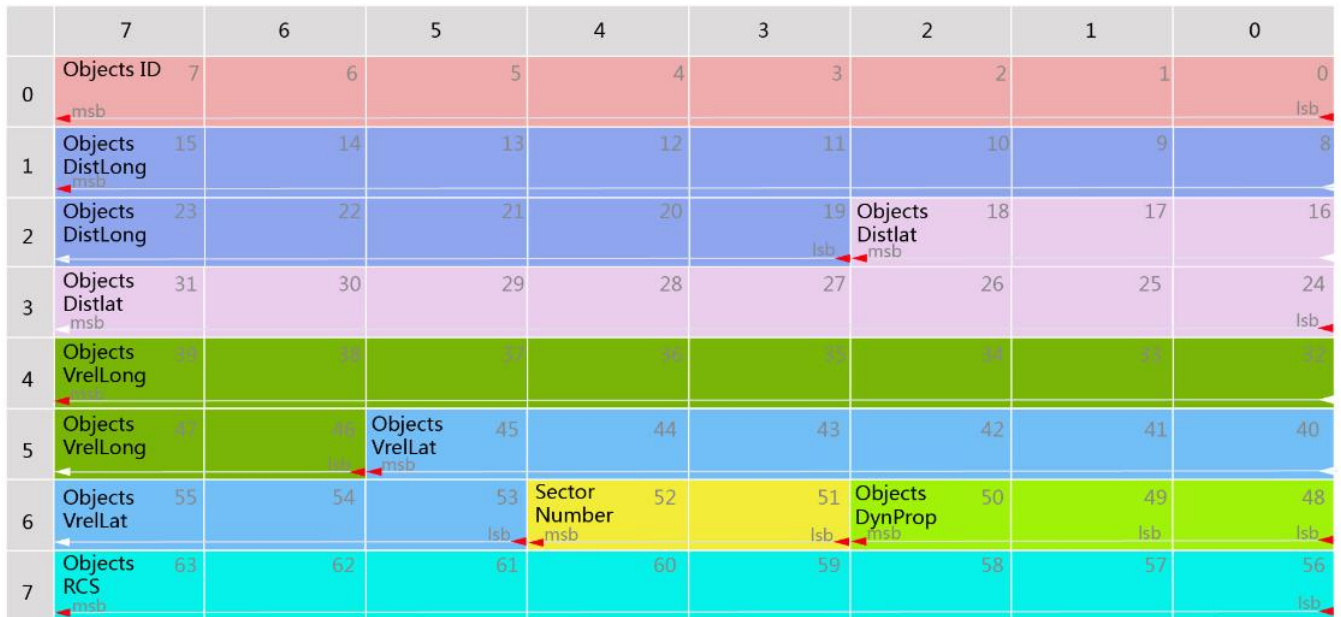 7 6 5 4 3 2 1 0
Objects ID 7 6 5 4 3 2 1 0
0
msb lsb
Objects 15 14 13 12 11 10 9 8
1 DistLong
msb
Objects 23 22 21 20 19 Objects 18 17 16
2 DistLong Distlat
lsb msb
Objects 31 30 29 28 27 26 25 24
3 Distlat
msb lsb
Objects 39 38 37 36 35 34 33 32
4 VrelLong
msb
Objects 47 46 Objects 45 44 43 42 41 40
5 VrelLong VrelLat
lsb msb
Objects 55 54 53 Sector 52 51 Objects 50 49 48
6 VrelLat Number DynProp
lsb msb lsb msb lsb lsb
Objects 63 62 61 60 59 58 57 56
7 RCS
msb lsb